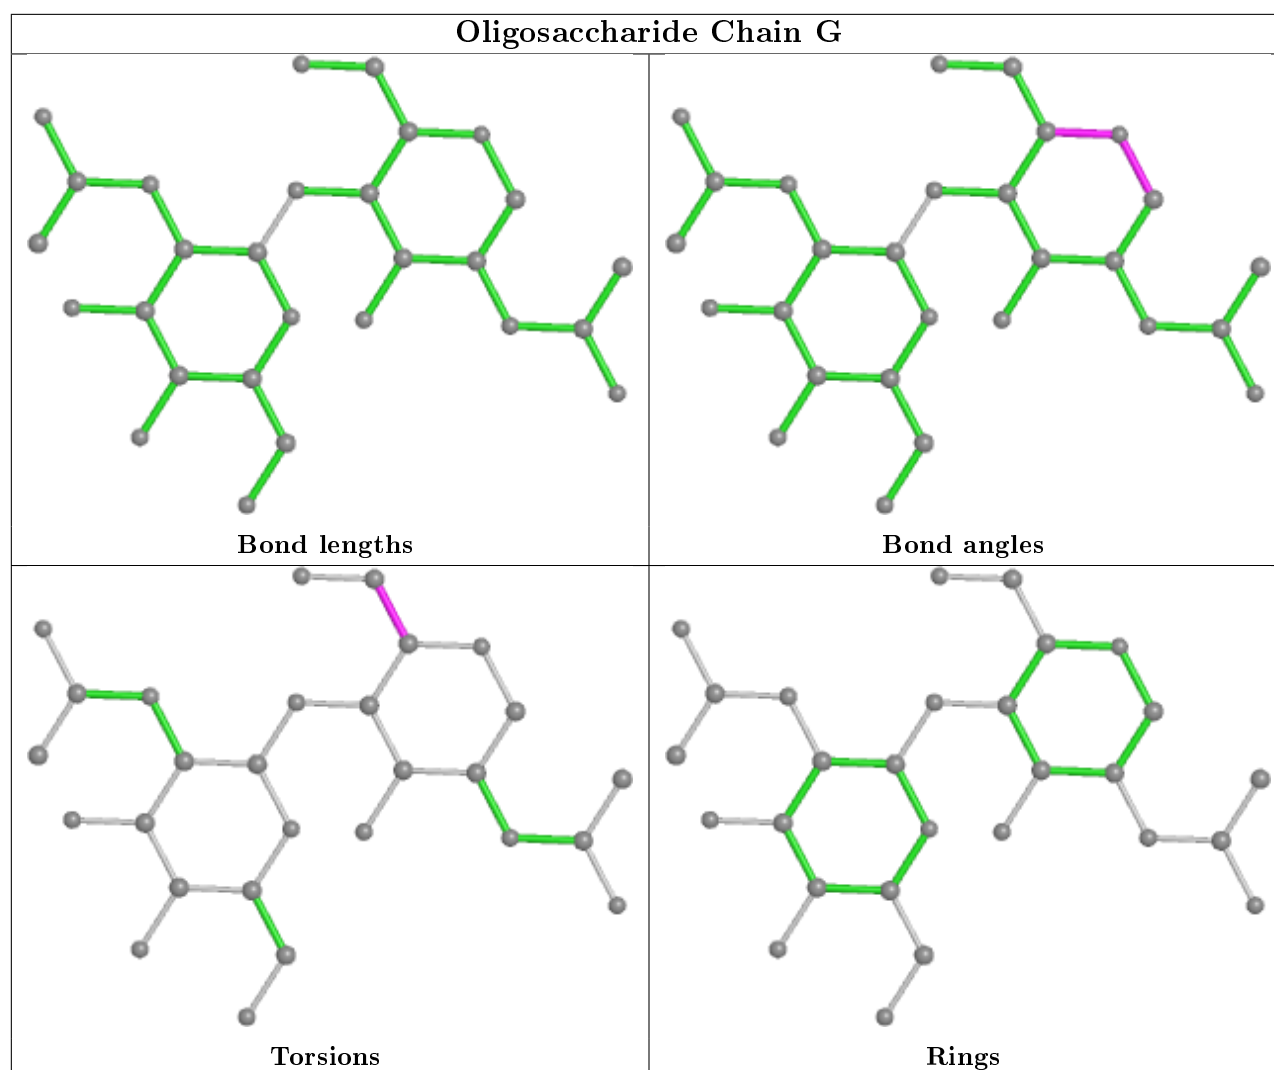 Oligosaccharide Chain G
Bond lengths
Bond angles
Torsions
Rings